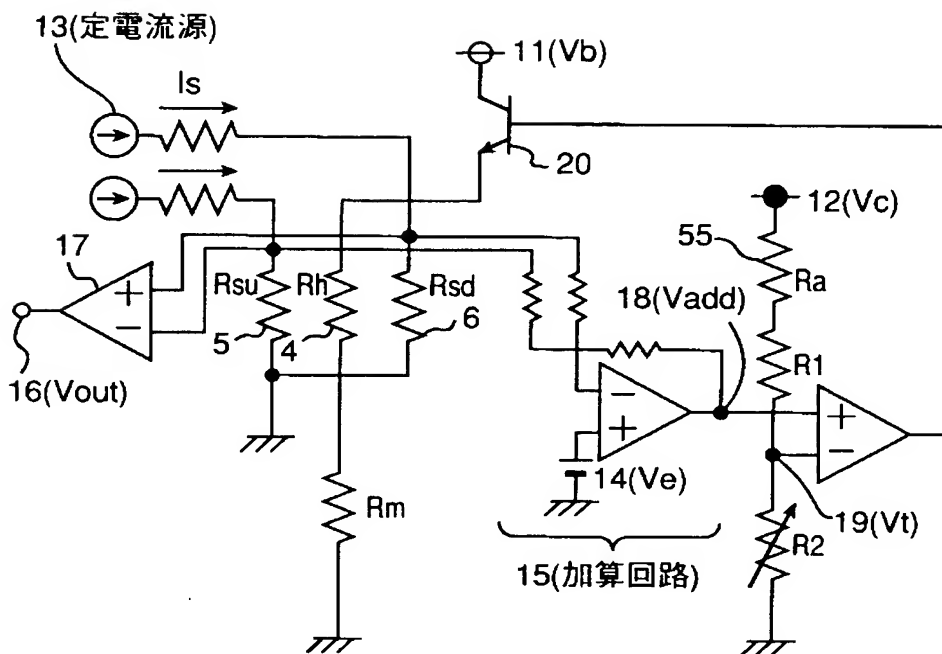 13(定電流源)
11(Vb)
Is
20
12(Vc)
55
Ra
17
+
−
Rsu
Rh
Rsd
18(Vadd)
5
4
6
R1
16(Vout)
−
+
+
−
14(Ve)
Rm
19(Vt)
R2
15(加算回路)